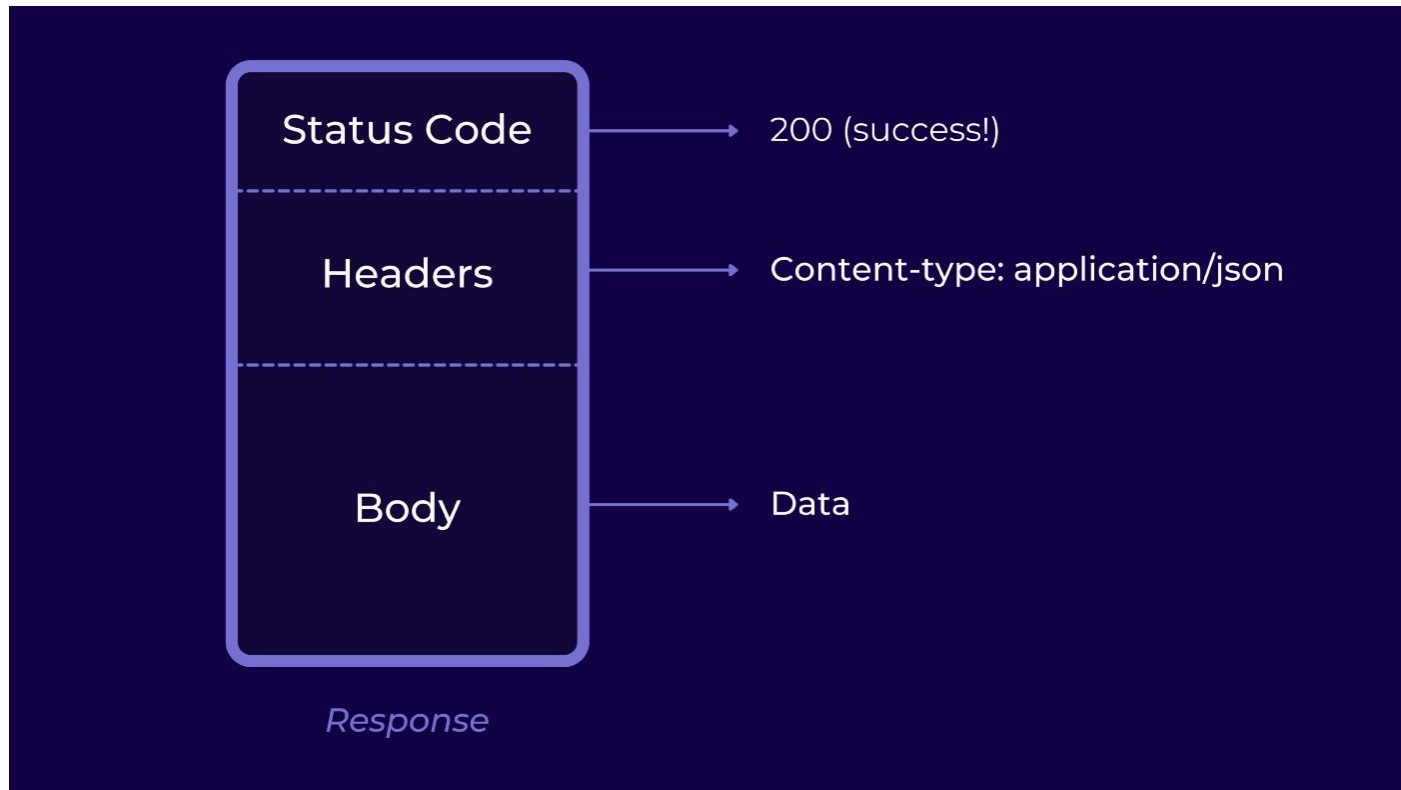 Status Code
200 (success!)
Headers
Content-type: application/json
Body
Data
Response